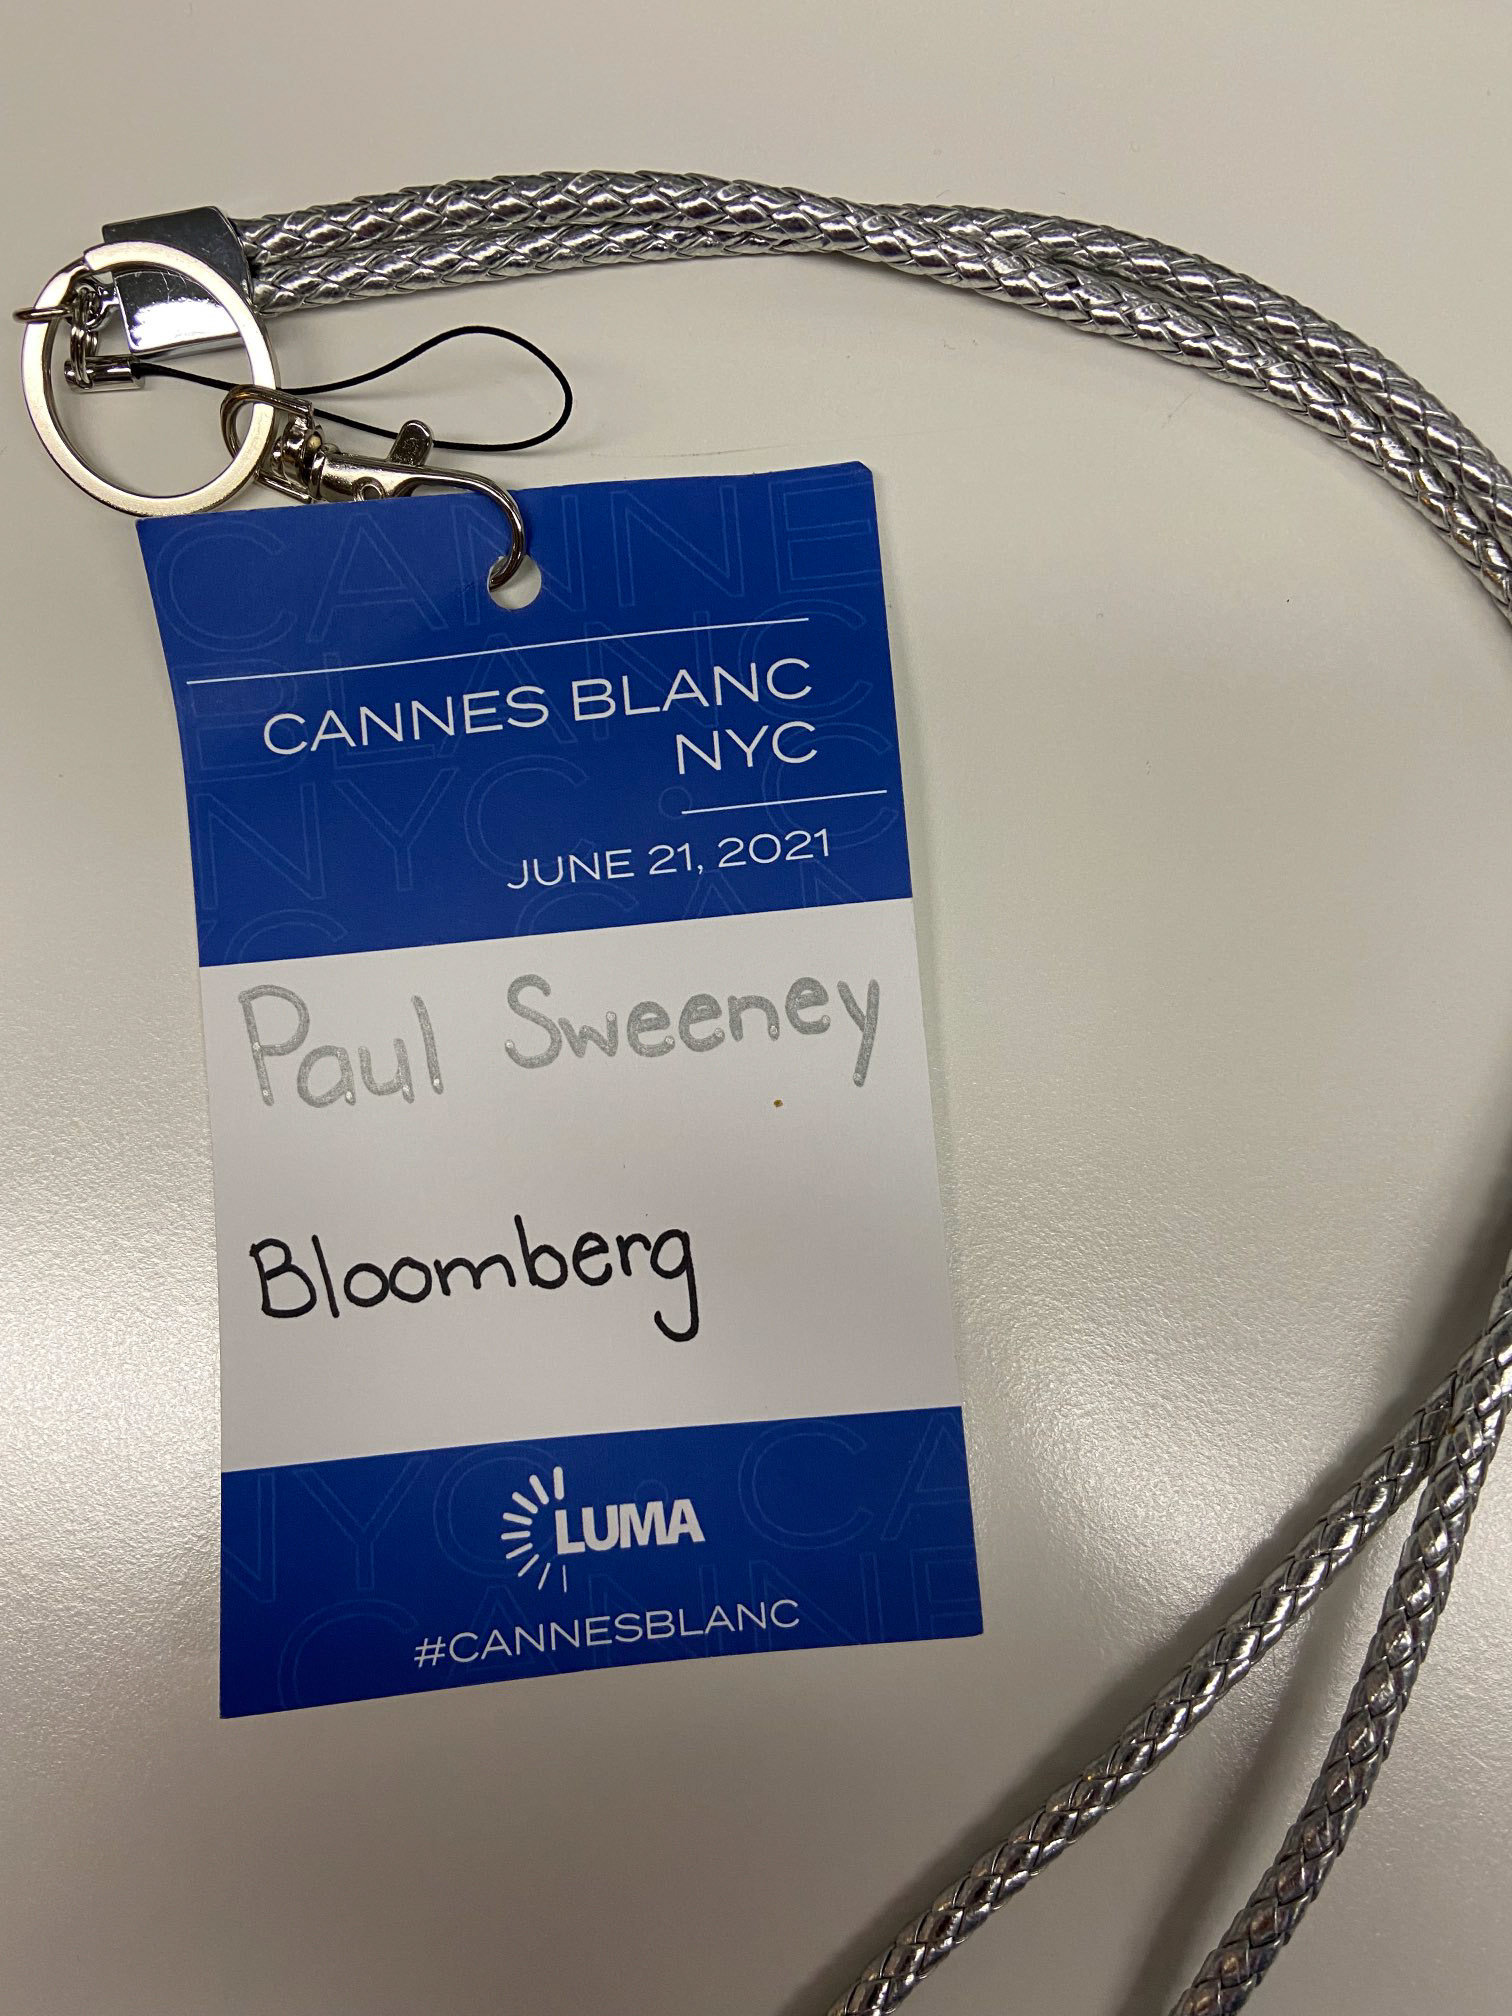 CANNES BLANC
NYC
JUNE 21, 2021
Paul Sweeney
Bloomberg
LUMA
#CANNESBLANC